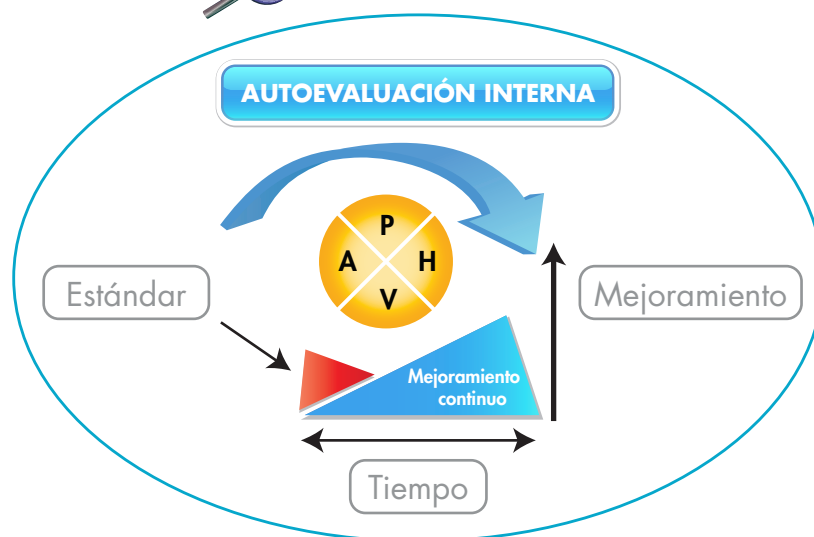 AUTOEVALUACIÓN INTERNA
P
A
H
V
Estándar
Mejoramiento
Mejoramiento
continuo
Tiempo